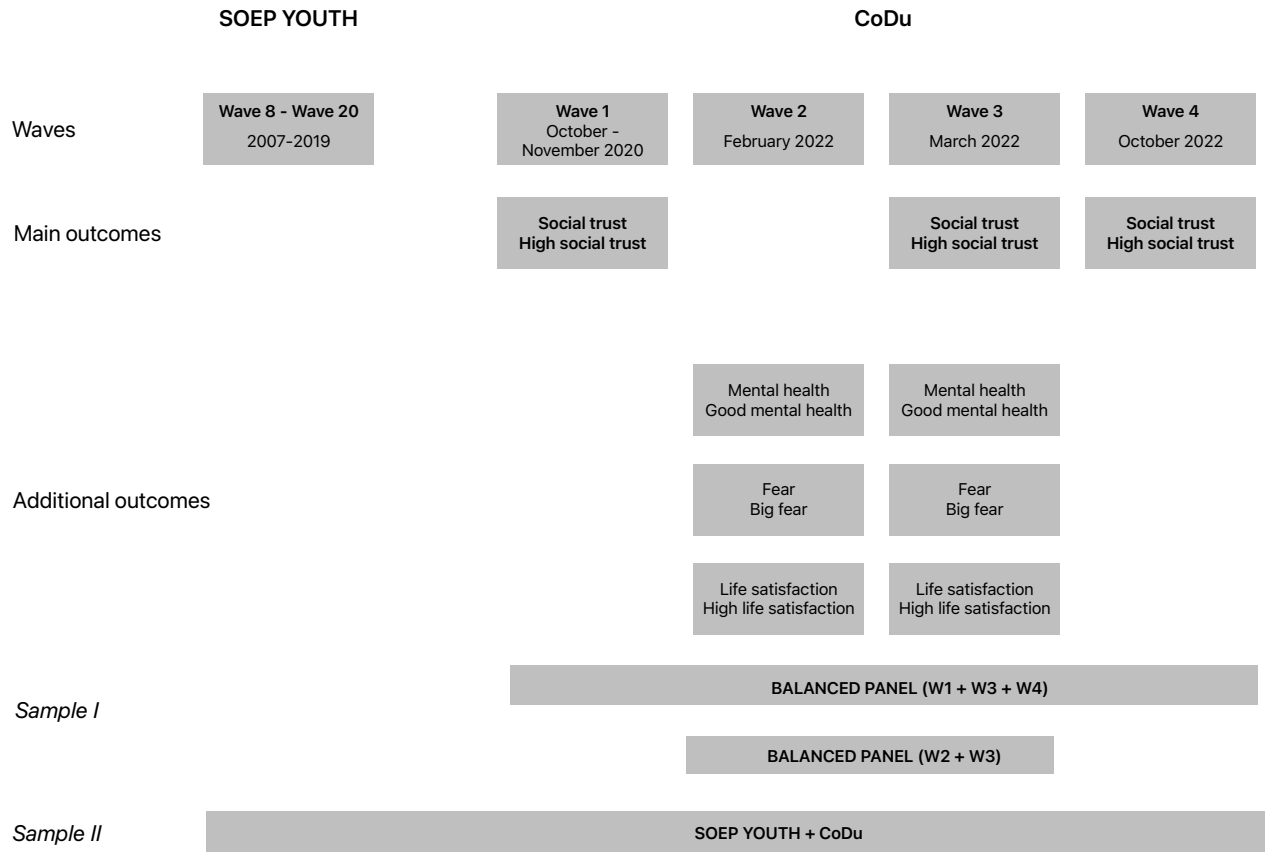 SOEP YOUTH
CoDu
Waves
Wave 8 - Wave 20
2007-2019
Wave 1
October -
November 2020
Wave 2
February 2022
Wave 3
March 2022
Wave 4
October 2022
Main outcomes
Social trust
High social trust
Social trust
High social trust
Social trust
High social trust
Additional outcomes
Mental health
Good mental health
Mental health
Good mental health
Fear
Big fear
Fear
Big fear
Life satisfaction
High life satisfaction
Life satisfaction
High life satisfaction
Sample I
BALANCED PANEL (W1 + W3 + W4)
BALANCED PANEL (W2 + W3)
Sample II
SOEP YOUTH + CoDu